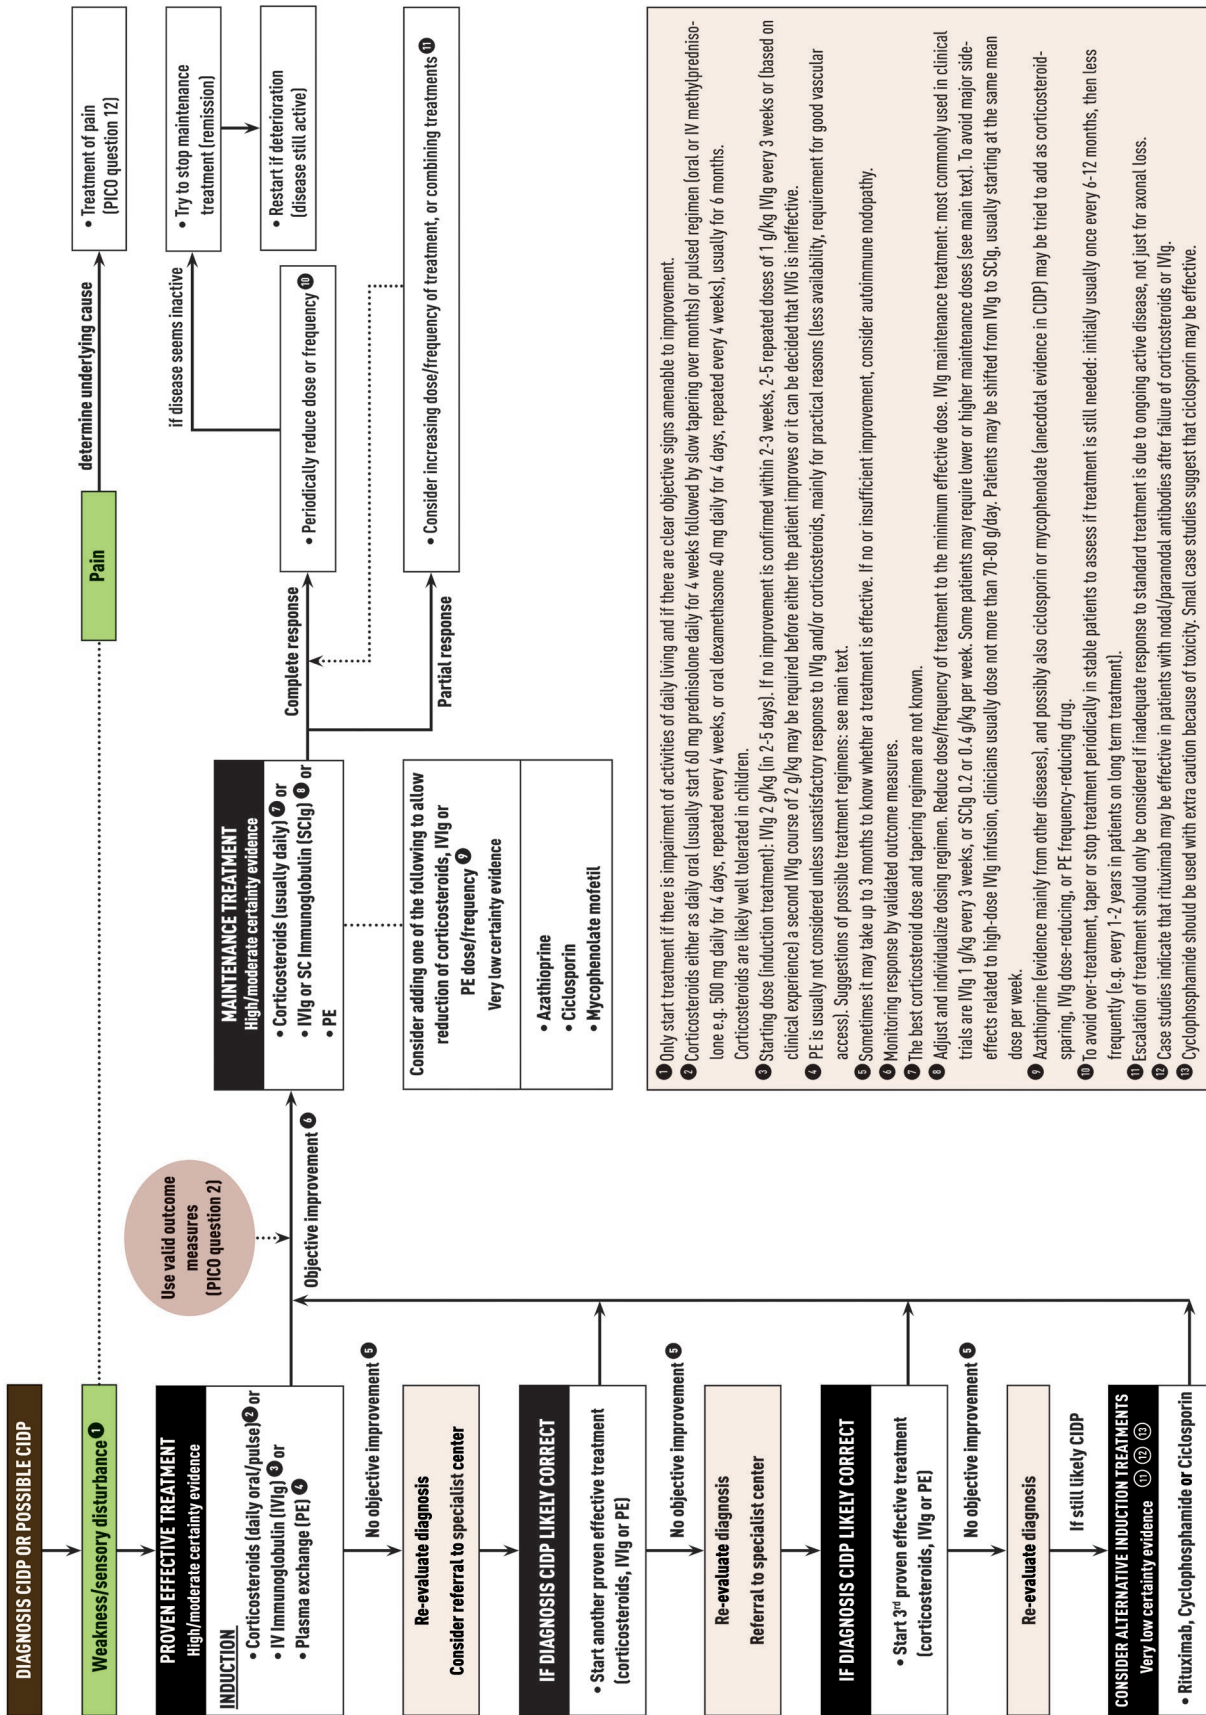 DIAGNOSIS CIDP OR POSSIBLE CIDP
Weakness/sensory disturbance ❶
Pain
determine underlying cause
• Treatment of pain
(PICO question 12)
PROVEN EFFECTIVE TREATMENT
High/moderate certainty evidence
INDUCTION
• Corticosteroids (daily oral/pulse) ❷ or
• IV Immunoglobulin (IVIg) ❸ or
• Plasma exchange (PE) ❹
Use valid outcome
measures
(PICO question 2)
Objective improvement ❻
MAINTENANCE TREATMENT
High/moderate certainty evidence
• Corticosteroids (usually daily) ❼ or
• IVIg or SC Immunoglobulin (SCIg) ❽ or
• PE
Consider adding one of the following to allow
reduction of corticosteroids, IVIg or
PE dose/frequency ❾
Very low certainty evidence
• Azathioprine
• Ciclosporin
• Mycophenolate mofetil
Complete response
Partial response
• Periodically reduce dose or frequency ❿
if disease seems inactive
• Try to stop maintenance
treatment (remission)
• Restart if deterioration
(disease still active)
• Consider increasing dose/frequency of treatment, or combining treatments ⓫
No objective improvement ❺
Re-evaluate diagnosis
Consider referral to specialist center
IF DIAGNOSIS CIDP LIKELY CORRECT
• Start another proven effective treatment
(corticosteroids, IVIg or PE)
No objective improvement ❺
Re-evaluate diagnosis
Referral to specialist center
IF DIAGNOSIS CIDP LIKELY CORRECT
• Start 3rd proven effective treatment
(corticosteroids, IVIg or PE)
No objective improvement ❺
Re-evaluate diagnosis
If still likely CIDP
CONSIDER ALTERNATIVE INDUCTION TREATMENTS
Very low certainty evidence ⑪ ⑫ ⑬
• Rituximab, Cyclophosphamide or Ciclosporin
❶ Only start treatment if there is impairment of activities of daily living and if there are clear objective signs amenable to improvement.
❷ Corticosteroids either as daily oral (usually start 60 mg prednisolone daily for 4 weeks followed by slow tapering over months) or pulsed regimen (oral or IV methylpredniso-
lone e.g. 500 mg daily for 4 days, repeated every 4 weeks, or oral dexamethasone 40 mg daily for 4 days, repeated every 4 weeks), usually for 6 months.
Corticosteroids are likely well tolerated in children.
❸ Starting dose (induction treatment): IVIg 2 g/kg (in 2-5 days). If no improvement is confirmed within 2-3 weeks, 2-5 repeated doses of 1 g/kg IVIg every 3 weeks or (based on
clinical experience) a second IVIg course of 2 g/kg may be required before either the patient improves or it can be decided that IVIG is ineffective.
❹ PE is usually not considered unless unsatisfactory response to IVIg and/or corticosteroids, mainly for practical reasons (less availability, requirement for good vascular
access). Suggestions of possible treatment regimens: see main text.
❺ Sometimes it may take up to 3 months to know whether a treatment is effective. If no or insufficient improvement, consider autoimmune nodopathy.
❻ Monitoring response by validated outcome measures.
❼ The best corticosteroid dose and tapering regimen are not known.
❽ Adjust and individualize dosing regimen. Reduce dose/frequency of treatment to the minimum effective dose. IVIg maintenance treatment: most commonly used in clinical
trials are IVIg 1 g/kg every 3 weeks, or SCIg 0.2 or 0.4 g/kg per week. Some patients may require lower or higher maintenance doses (see main text). To avoid major side-
effects related to high-dose IVIg infusion, clinicians usually dose not more than 70-80 g/day. Patients may be shifted from IVIg to SCIg, usually starting at the same mean
dose per week.
❾ Azathioprine (evidence mainly from other diseases), and possibly also ciclosporin or mycophenolate (anecdotal evidence in CIDP) may be tried to add as corticosteroid-
sparing, IVIg dose-reducing, or PE frequency-reducing drug.
❿ To avoid over-treatment, taper or stop treatment periodically in stable patients to assess if treatment is still needed: initially usually once every 6-12 months, then less
frequently (e.g. every 1-2 years in patients on long term treatment).
⓫ Escalation of treatment should only be considered if inadequate response to standard treatment is due to ongoing active disease, not just for axonal loss.
⓬ Case studies indicate that rituximab may be effective in patients with nodal/paranodal antibodies after failure of corticosteroids or IVIg.
⓭ Cyclophosphamide should be used with extra caution because of toxicity. Small case studies suggest that ciclosporin may be effective.